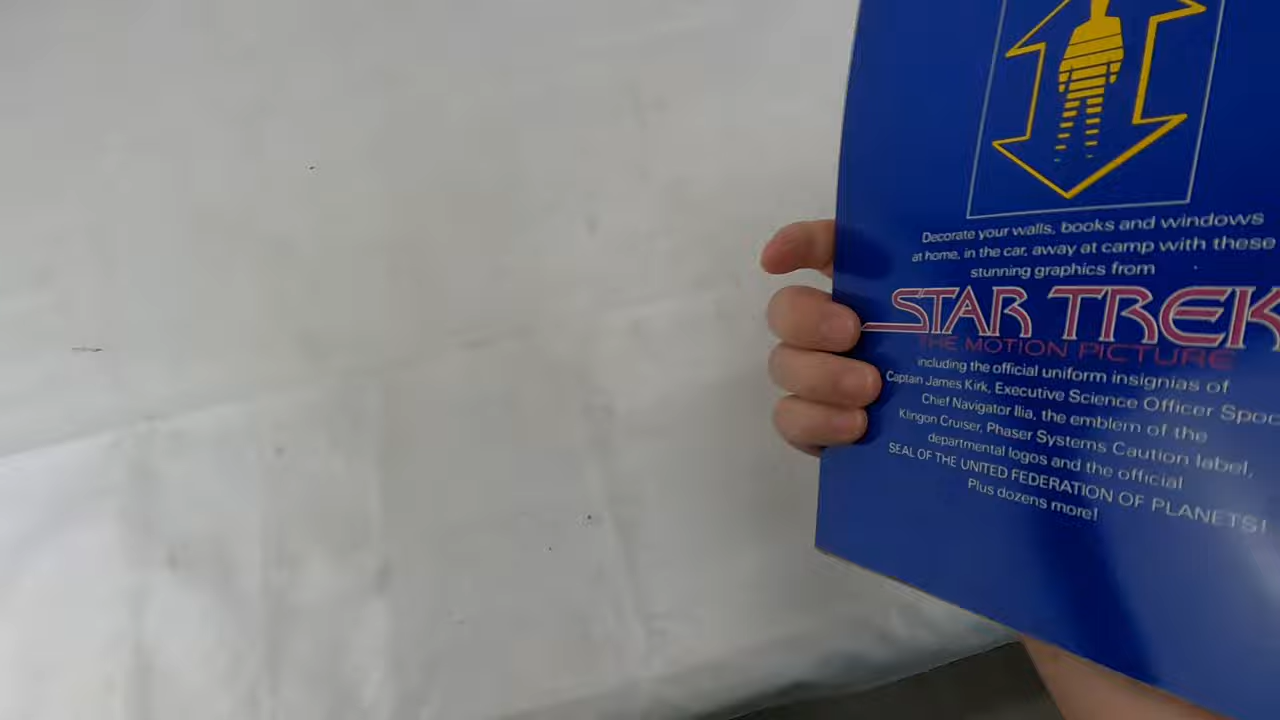 Decorate your walls, books and windows
at home, in the car, away at camp with these
stunning graphics from
STAR TREK
THE MOTION PICTURE
including the official uniform insignias of
Captain James Kirk, Executive Science Officer Spoc
Chief Navigator Ilia, the emblem of the
Klingon Cruiser, Phaser Systems Caution label,
departmental logos and the official
SEAL OF THE UNITED FEDERATION OF PLANETS!
Plus dozens more!